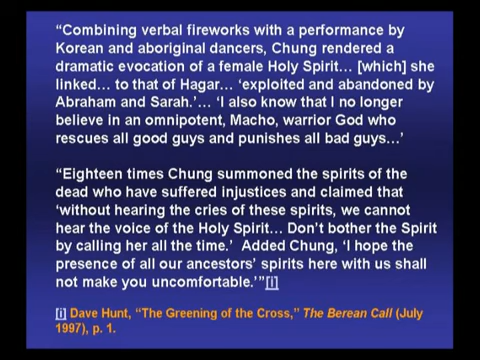 “Combining verbal fireworks with a performance by
Korean and aboriginal dancers, Chung rendered a
dramatic evocation of a female Holy Spirit… [which] she
linked… to that of Hagar… ‘exploited and abandoned by
Abraham and Sarah.’… ‘I also know that I no longer
believe in an omnipotent, Macho, warrior God who
rescues all good guys and punishes all bad guys…’
“Eighteen times Chung summoned the spirits of the
dead who have suffered injustices and claimed that
‘without hearing the cries of these spirits, we cannot
hear the voice of the Holy Spirit… Don’t bother the Spirit
by calling her all the time.’ Added Chung, ‘I hope the
presence of all our ancestors’ spirits here with us shall
not make you uncomfortable.’”[i]
[i] Dave Hunt, “The Greening of the Cross,” The Berean Call (July
1997), p. 1.